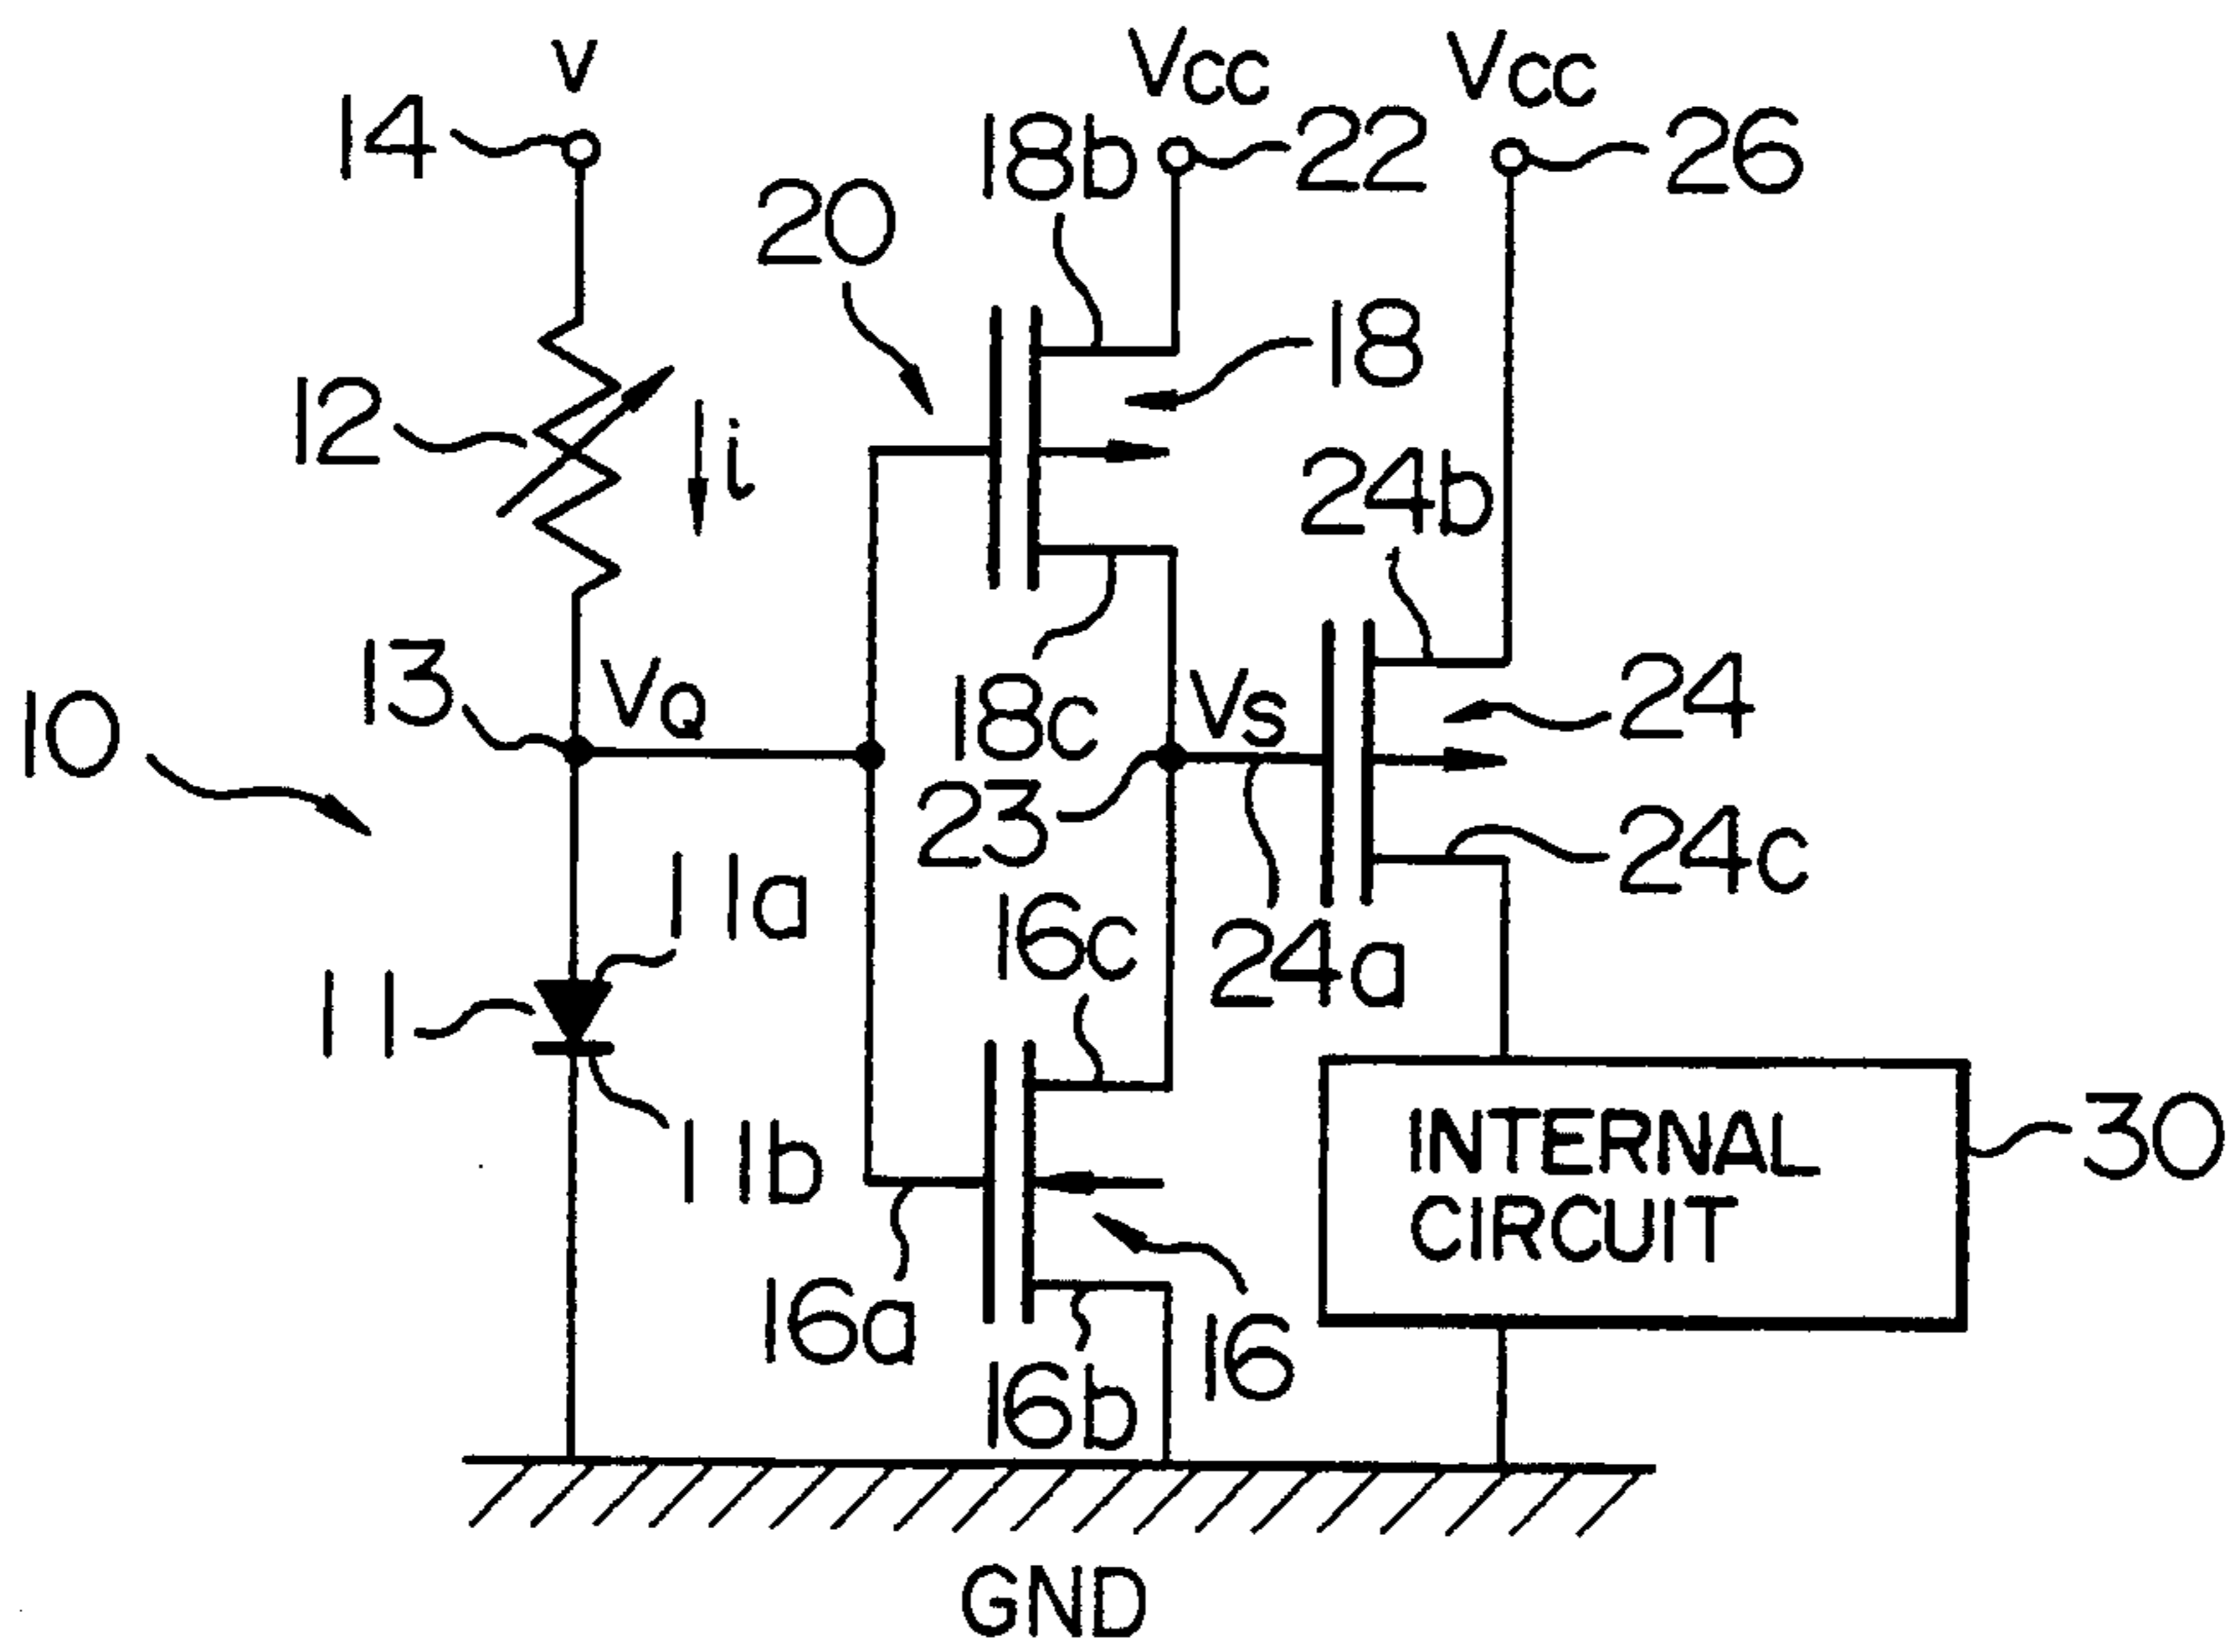 V
Vcc
Vcc
14
18b
22
26
20
18
12
i
24b
13
VQ
18c
Vs
24
10
23
24c
11a
16c
24a
11
11b
INTERNAL
CIRCUIT
30
16a
16
16b
GND